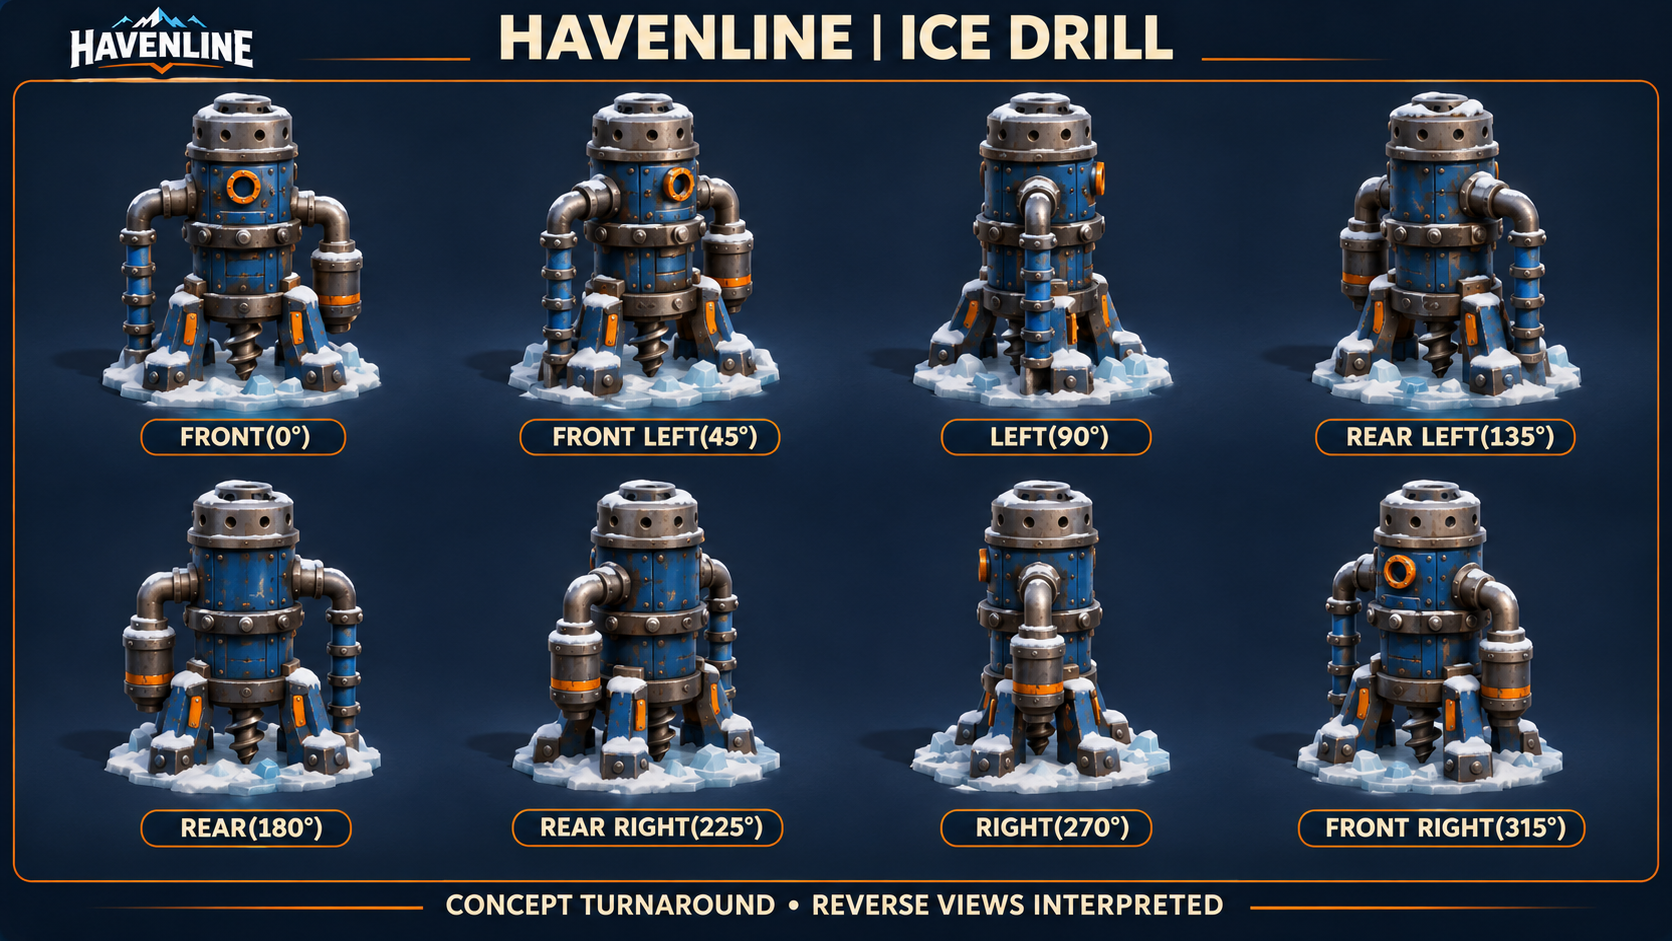 HAVENLINE
HAVENLINE | ICE DRILL
FRONT(0°)
FRONT LEFT(45°)
LEFT(90°)
REAR LEFT(135°)
REAR(180°)
REAR RIGHT(225°)
RIGHT(270°)
FRONT RIGHT(315°)
CONCEPT TURNAROUND • REVERSE VIEWS INTERPRETED